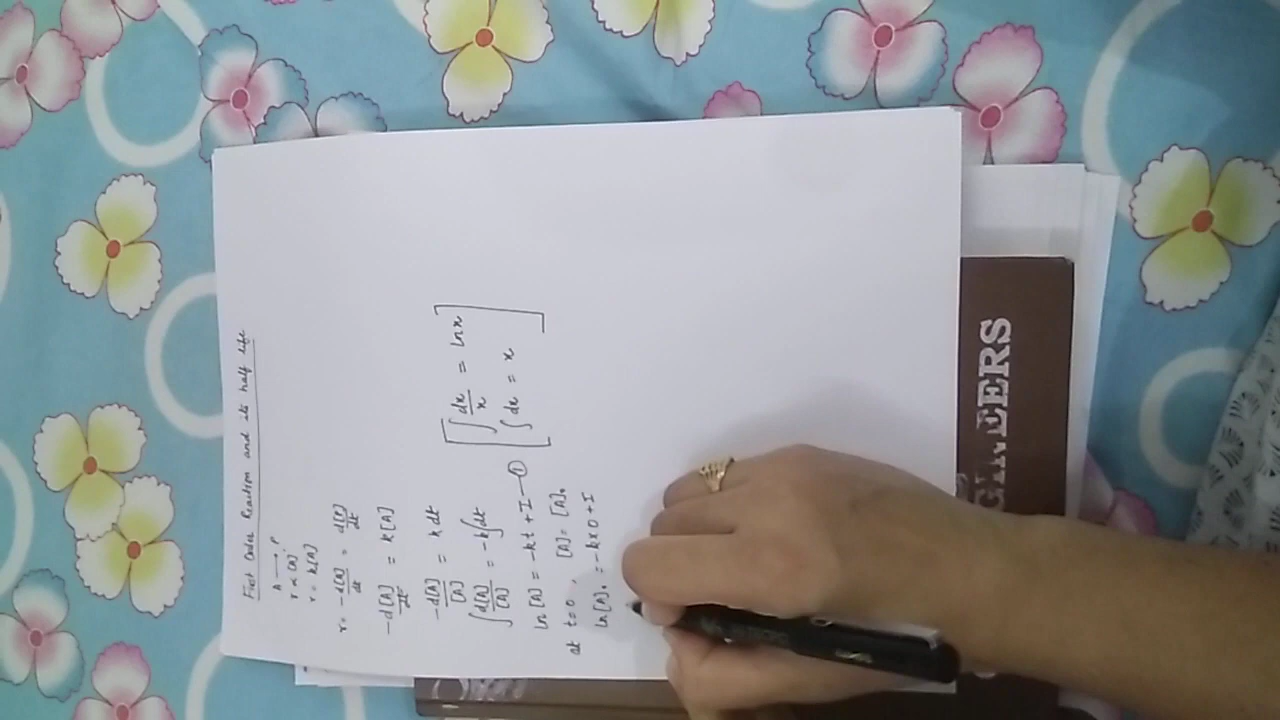 First Order Reaction and its half life
A → P
r ∝ [A]¹
r = k[A]
r = -d[A]/dt = d[P]/dt
-d[A]/dt = k[A]
-d[A]/[A] = k dt
∫ d[A]/[A] = -k∫dt
[∫ dx/x = ln x
∫ dx = x]
ln [A] = -kt + I — ①
at t=0, [A] = [A]₀
ln[A]₀ = -k×0 + I